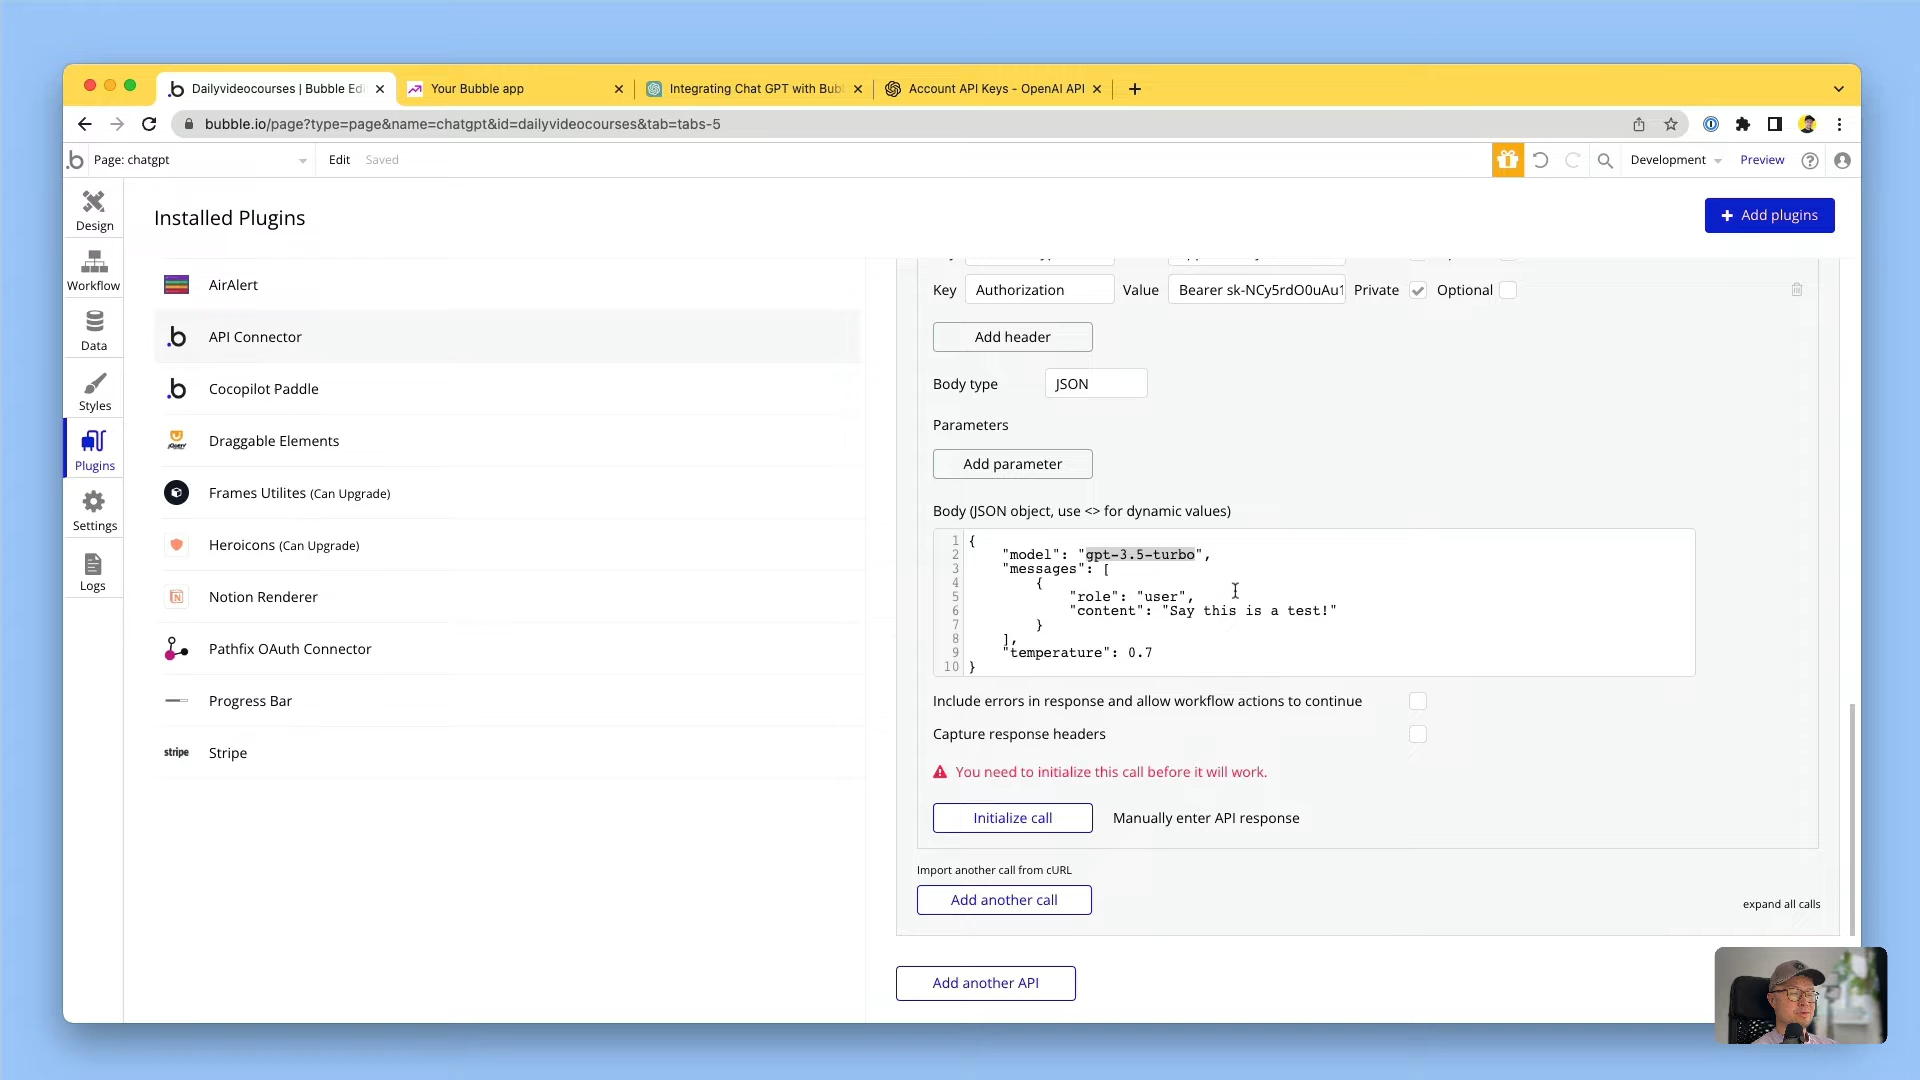 Dailyvideocourses | Bubble Edi
Your Bubble app
Integrating Chat GPT with Bubb
Account API Keys - OpenAI API
bubble.io/page?type=page&name=chatgpt&id=dailyvideocourses&tab=tabs-5
Page: chatgpt
Edit
Saved
Development
Preview
Design
Workflow
Data
Styles
Plugins
Settings
Logs
Installed Plugins
+ Add plugins
AirAlert
API Connector
Cocopilot Paddle
Draggable Elements
Frames Utilites (Can Upgrade)
Heroicons (Can Upgrade)
Notion Renderer
Pathfix OAuth Connector
Progress Bar
stripe Stripe
Key Authorization Value Bearer sk-NCy5rdO0uAu1 Private Optional
Add header
Body type JSON
Parameters
Add parameter
Body (JSON object, use <> for dynamic values)
1 {
2 "model": "gpt-3.5-turbo",
3 "messages": [
4 {
5 "role": "user",
6 "content": "Say this is a test!"
7 }
8 ],
9 "temperature": 0.7
10 }
Include errors in response and allow workflow actions to continue
Capture response headers
You need to initialize this call before it will work.
Initialize call
Manually enter API response
Import another call from cURL
Add another call
expand all calls
Add another API